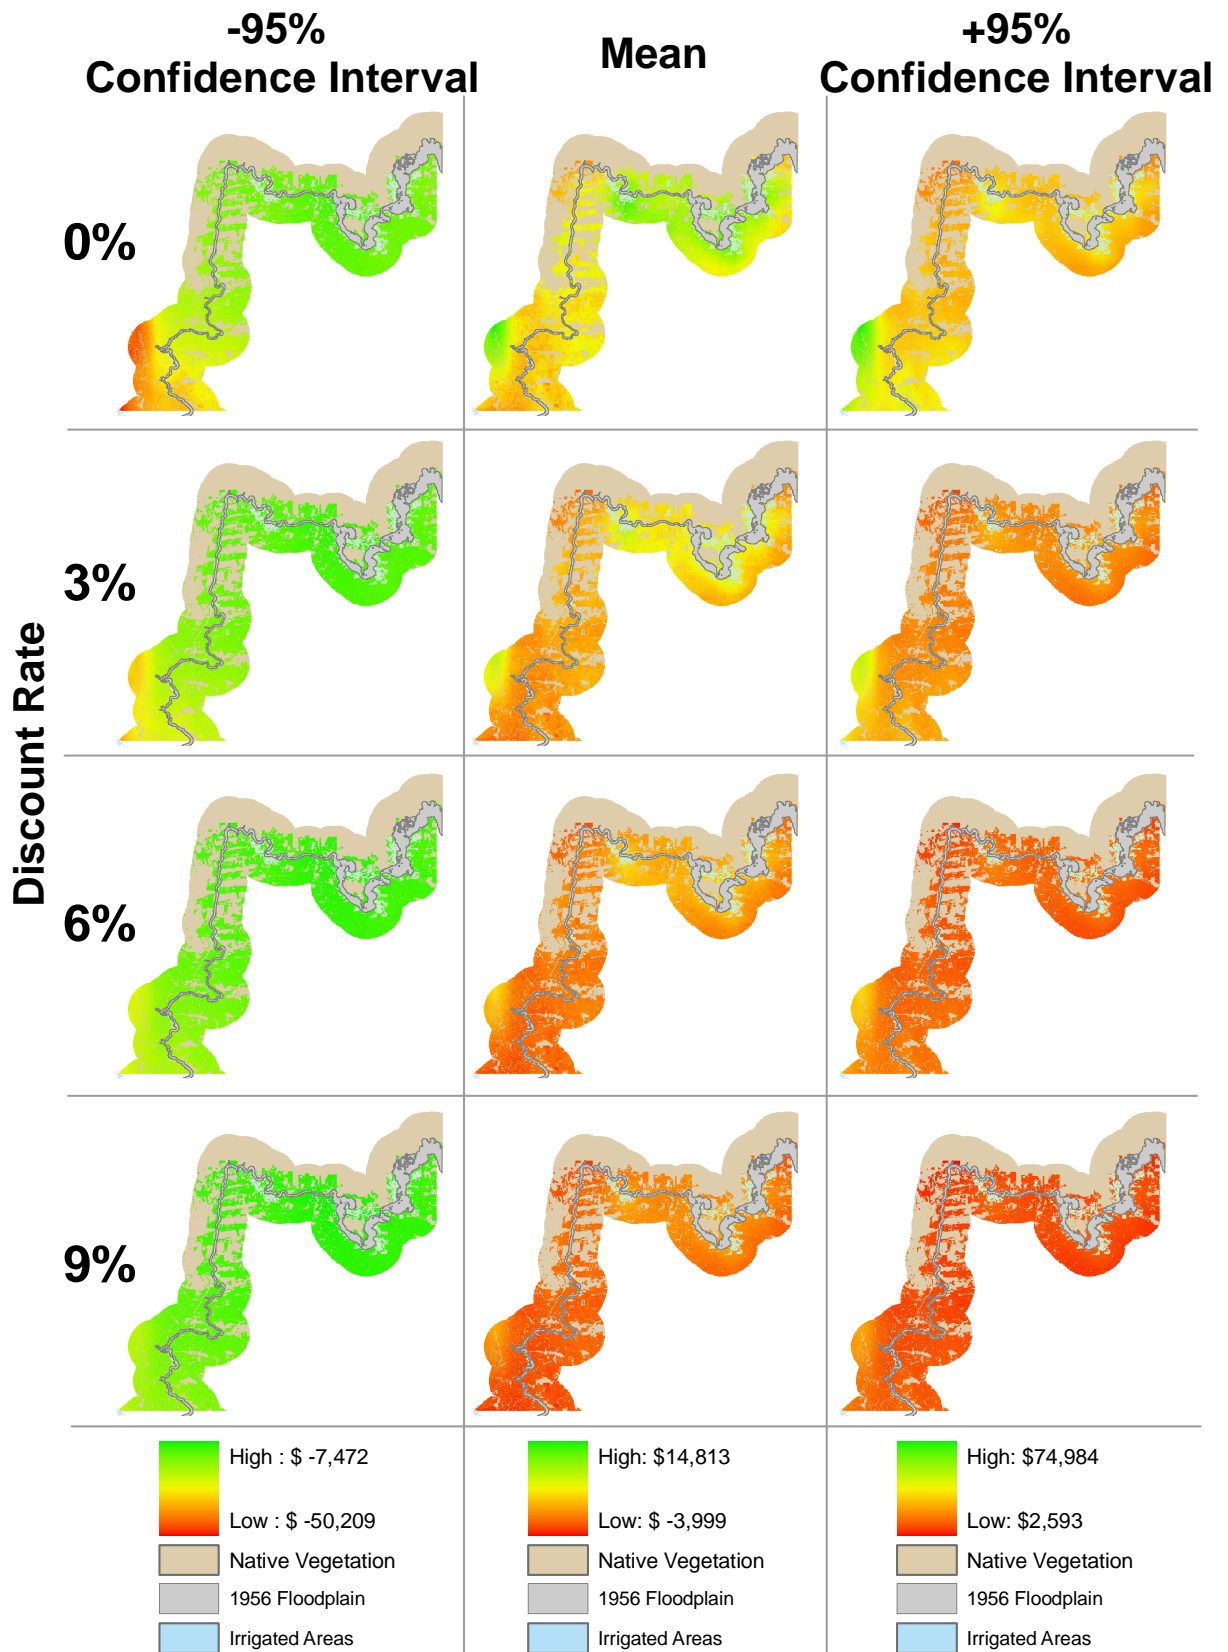 -95%
Confidence Interval
Mean
+95%
Confidence Interval
Discount Rate
0%
3%
6%
9%
High : $ -7,472
Low : $ -50,209
Native Vegetation
1956 Floodplain
Irrigated Areas
High: $14,813
Low: $ -3,999
Native Vegetation
1956 Floodplain
Irrigated Areas
High: $74,984
Low: $2,593
Native Vegetation
1956 Floodplain
Irrigated Areas